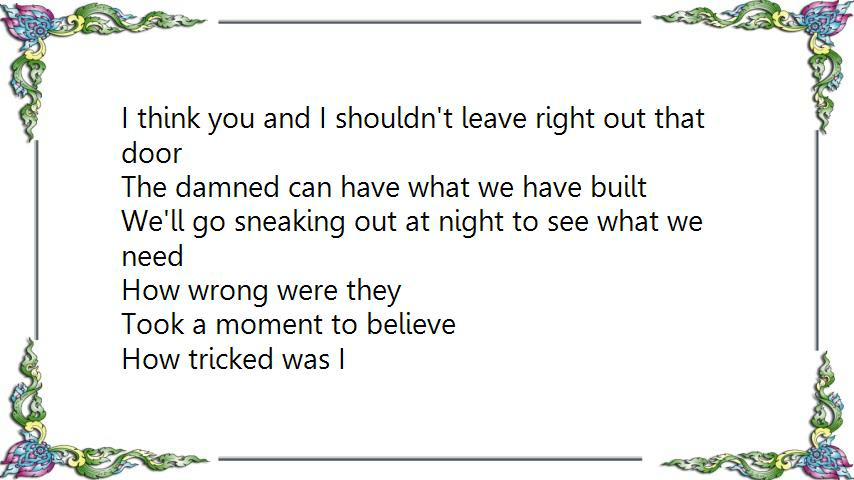 I think you and I shouldn't leave right out that
door
The damned can have what we have built
We'll go sneaking out at night to see what we
need
How wrong were they
Took a moment to believe
How tricked was I